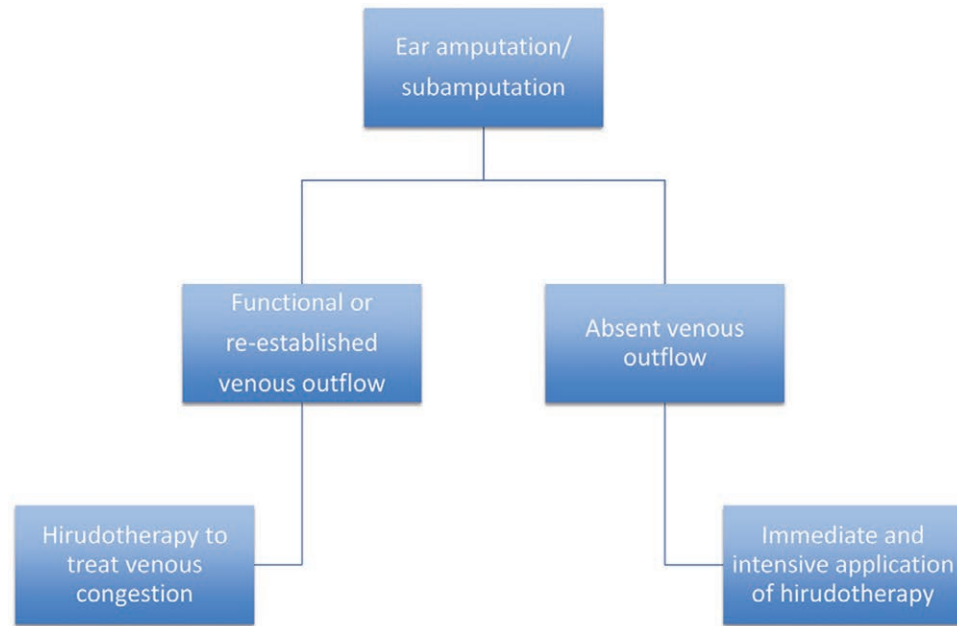 Ear amputation/
subamputation
Functional or
re-established
venous outflow
Absent venous
outflow
Hirudotherapy to
treat venous
congestion
Immediate and
intensive application
of hirudotherapy